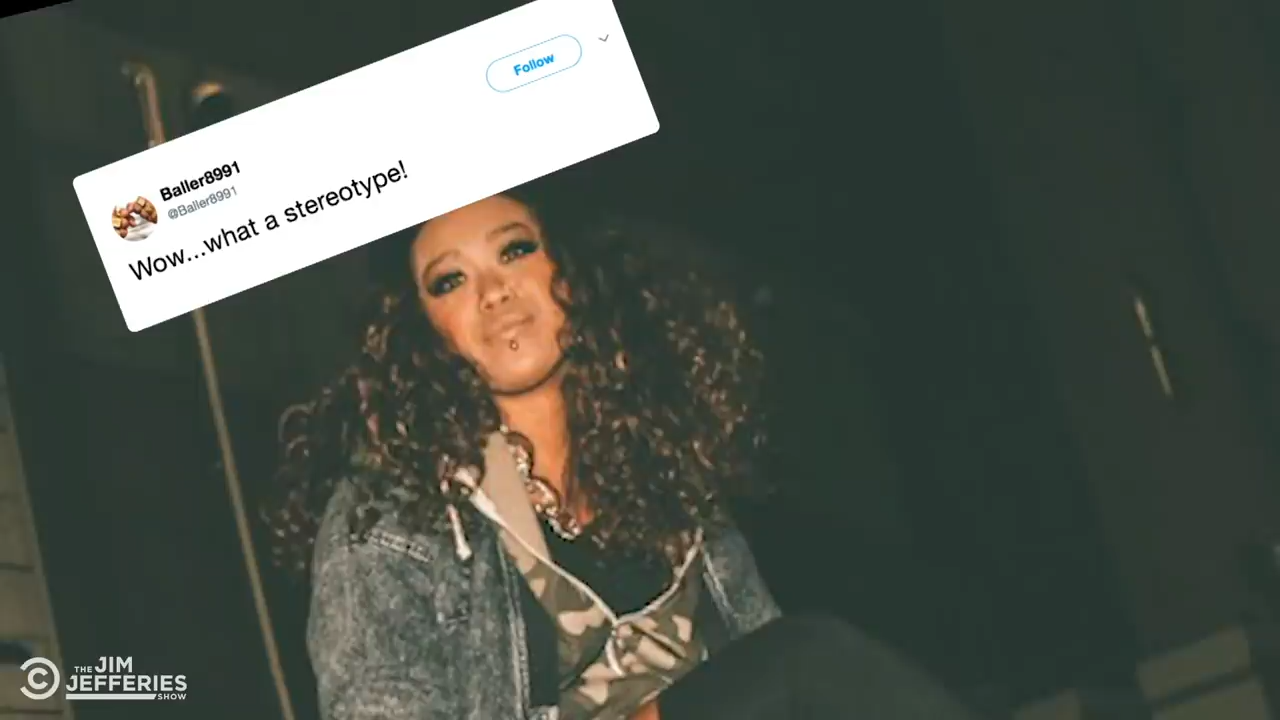 Follow
Baller8991
@Baller8991
Wow...what a stereotype!
THE JIM
JEFFERIES
SHOW